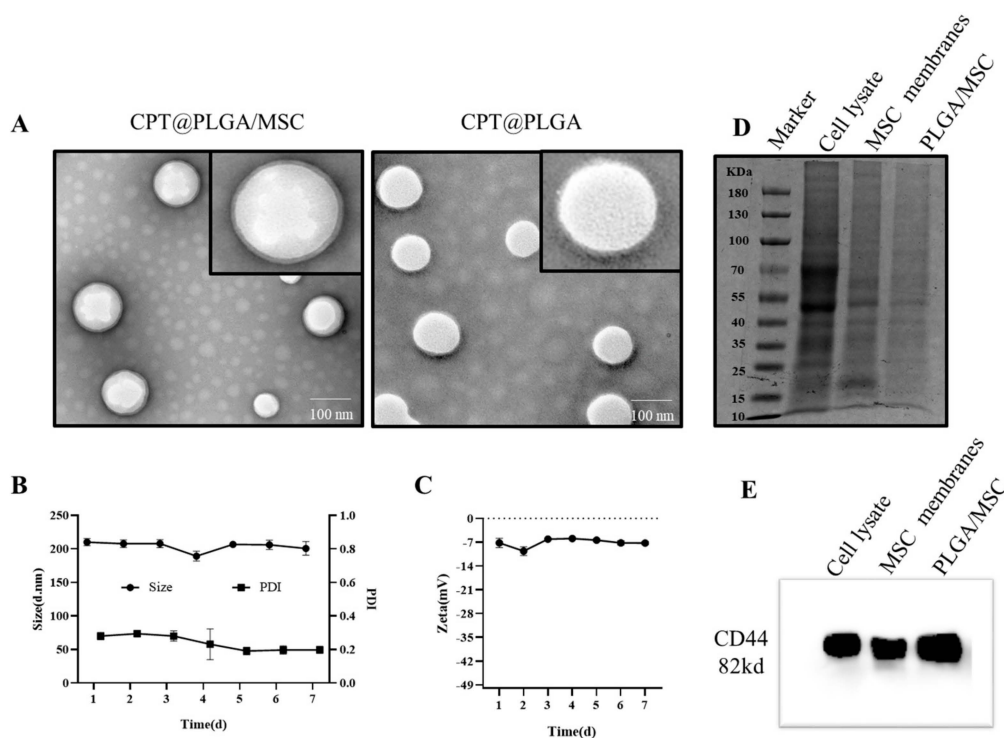 A
CPT@PLGA/MSC
CPT@PLGA
100 nm
100 nm
D
Marker
Cell lysate
MSC membranes
PLGA/MSC
KDa
180
130
100
70
55
40
35
25
15
10
B
250
200
150
100
50
0
Size(d.nm)
1.0
0.8
0.6
0.4
0.2
0.0
PDI
Size
PDI
1 2 3 4 5 6 7
Time(d)
C
0
-7
-14
-21
-28
-35
-42
-49
Zeta(mV)
1 2 3 4 5 6 7
Time(d)
E
Cell lysate
MSC membranes
PLGA/MSC
CD44
82kd